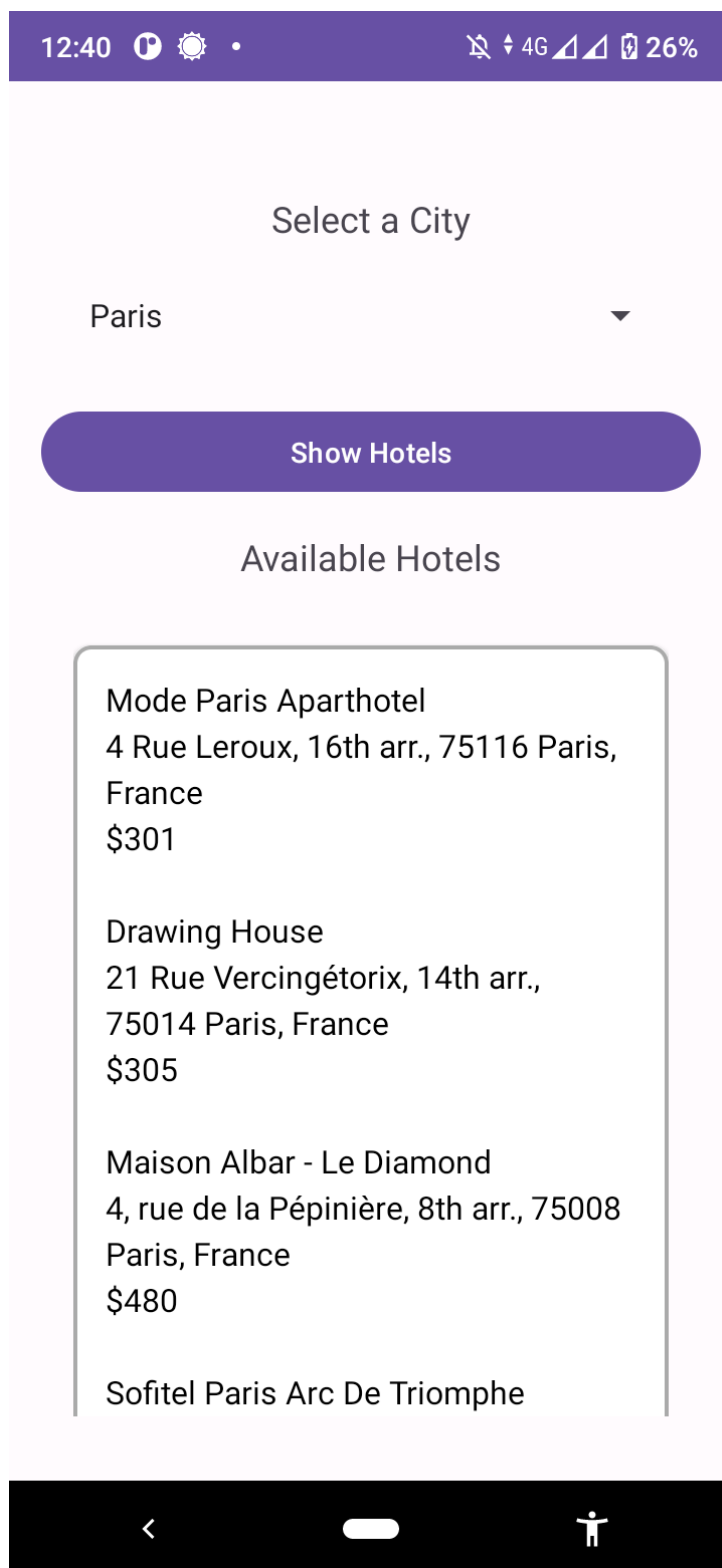 12:40 4G 26%
Select a City
Paris
Show Hotels
Available Hotels
Mode Paris Aparthotel
4 Rue Leroux, 16th arr., 75116 Paris,
France
$301
Drawing House
21 Rue Vercingétorix, 14th arr.,
75014 Paris, France
$305
Maison Albar - Le Diamond
4, rue de la Pépinière, 8th arr., 75008
Paris, France
$480
Sofitel Paris Arc De Triomphe